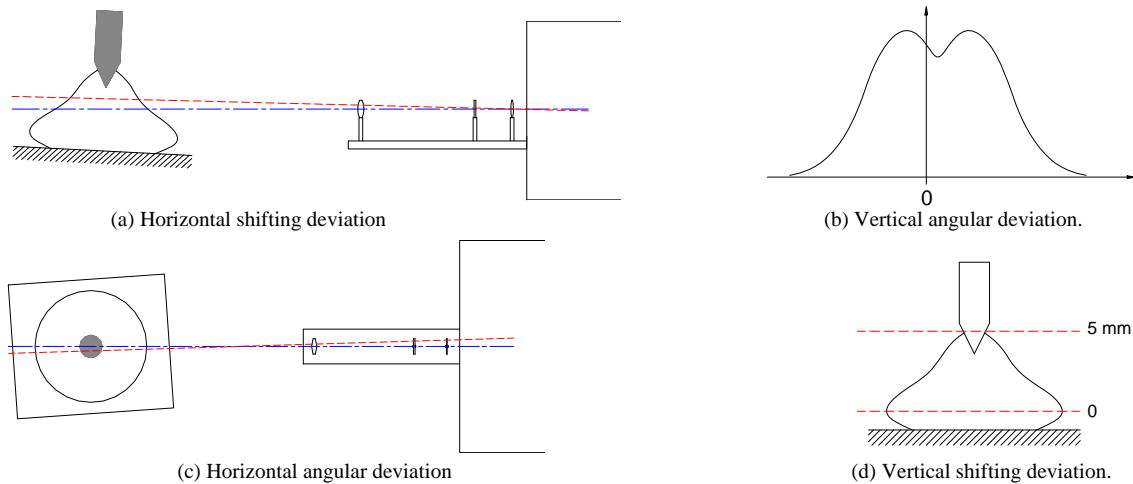 0
(a) Horizontal shifting deviation
(b) Vertical angular deviation.
5 mm
0
(c) Horizontal angular deviation
(d) Vertical shifting deviation.